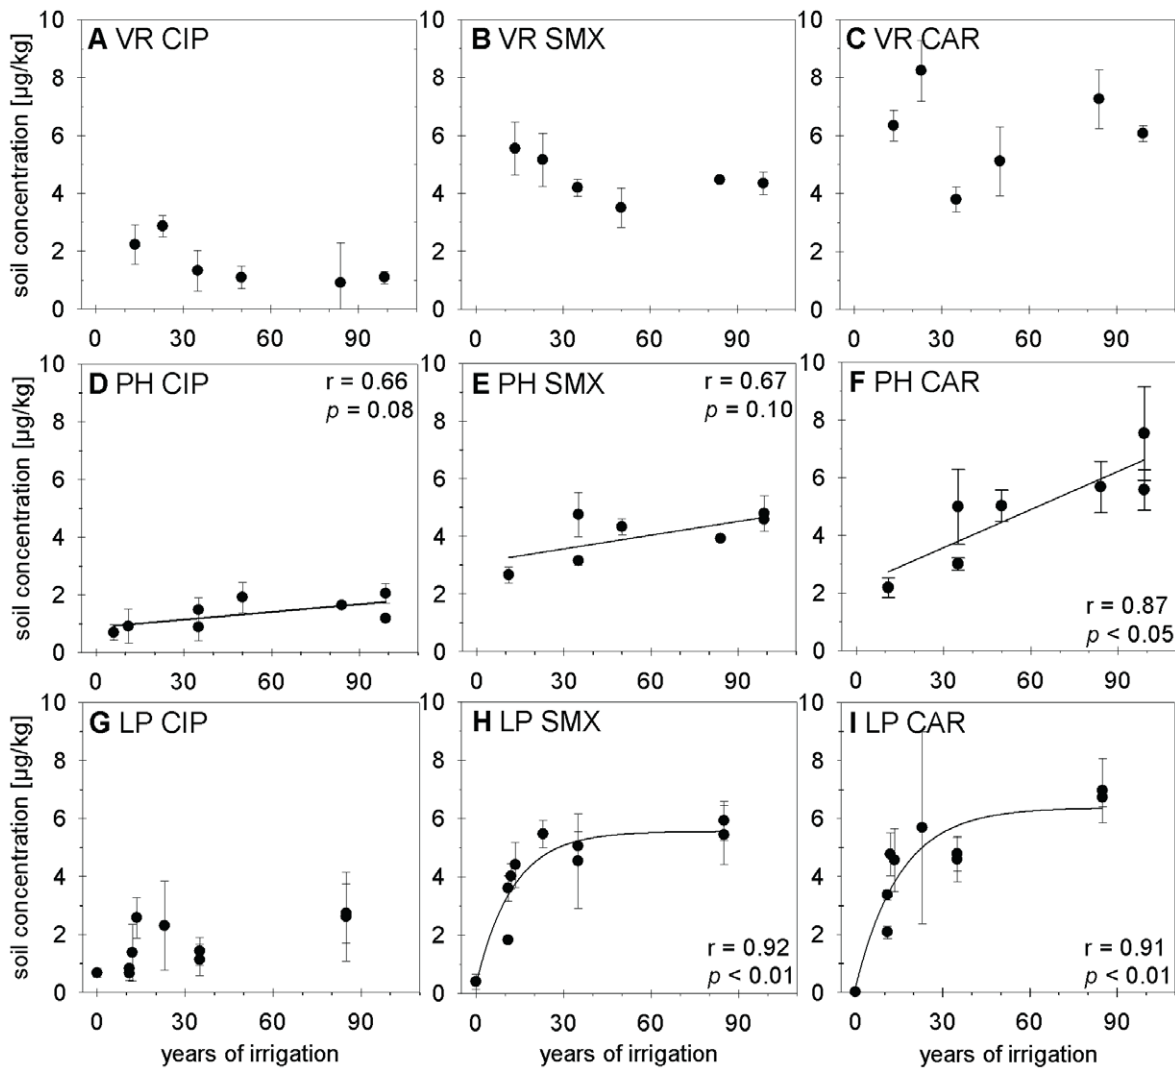 A VR CIP
B VR SMX
C VR CAR
soil concentration [µg/kg]
10
8
6
4
2
0
10
8
6
4
2
0
10
8
6
4
2
0
0 30 60 90
0 30 60 90
0 30 60 90
D PH CIP
r = 0.66
p = 0.08
E PH SMX
r = 0.67
p = 0.10
F PH CAR
r = 0.87
p < 0.05
soil concentration [µg/kg]
10
8
6
4
2
0
10
8
6
4
2
0
10
8
6
4
2
0
0 30 60 90
0 30 60 90
0 30 60 90
G LP CIP
H LP SMX
r = 0.92
p < 0.01
I LP CAR
r = 0.91
p < 0.01
soil concentration [µg/kg]
10
8
6
4
2
0
10
8
6
4
2
0
10
8
6
4
2
0
0 30 60 90
0 30 60 90
0 30 60 90
years of irrigation
years of irrigation
years of irrigation